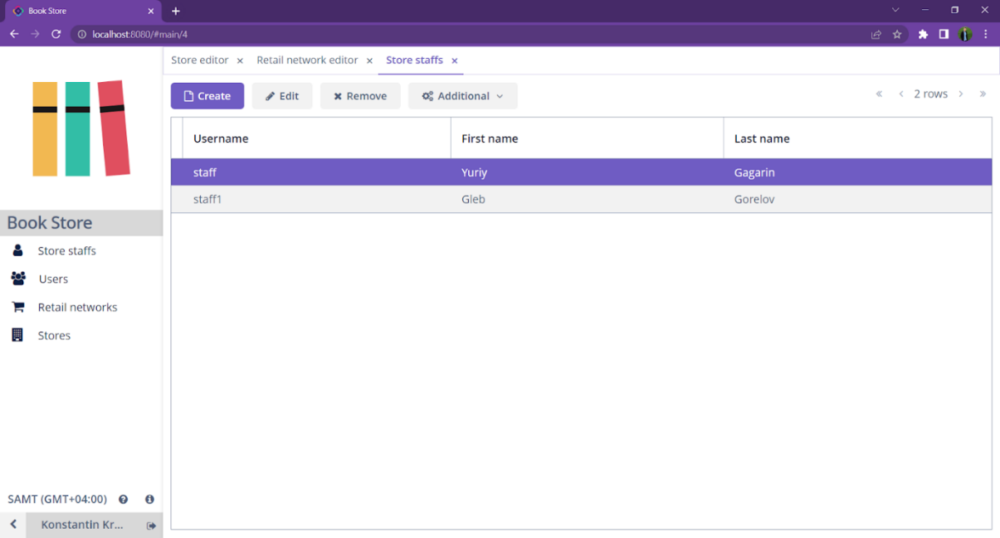 Book Store
localhost:8080/#main/4
Store editor Retail network editor Store staffs
Create Edit Remove Additional 2 rows
Username First name Last name
staff Yuriy Gagarin
staff1 Gleb Gorelov
Book Store
Store staffs
Users
Retail networks
Stores
SAMT (GMT+04:00)
Konstantin Kr...